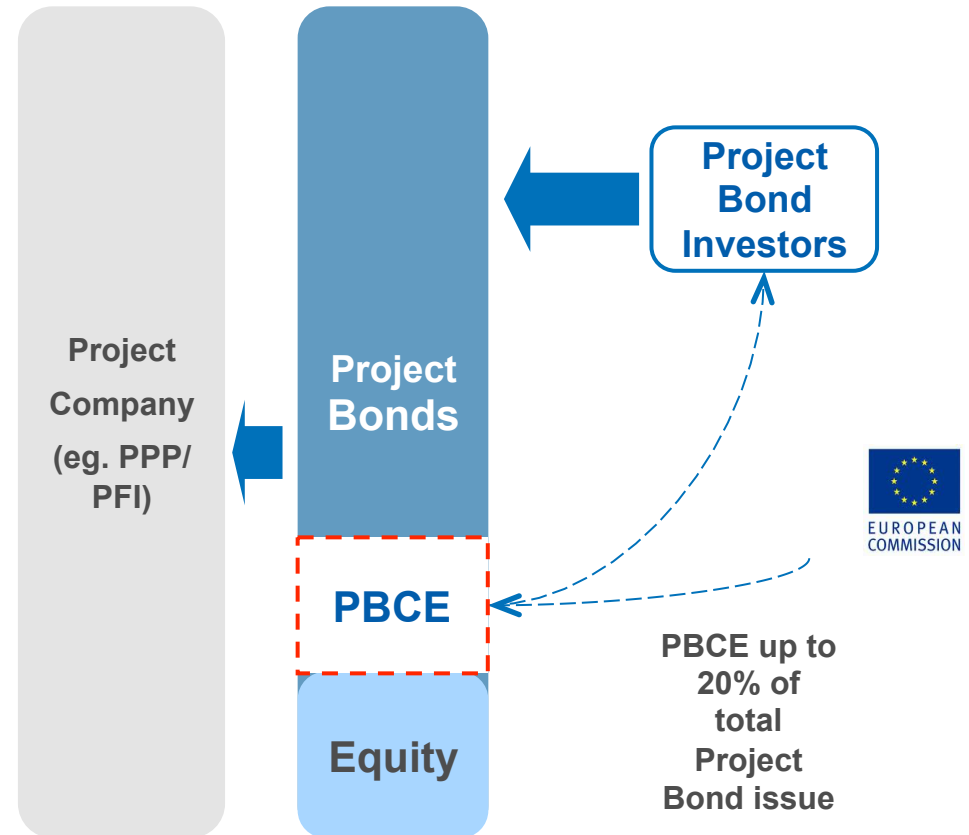 Project
Company
(eg. PPP/
PFI)
Project
Bonds
PBCE
Equity
Project
Bond
Investors
EUROPEAN
COMMISSION
PBCE up to
20% of
total
Project
Bond issue